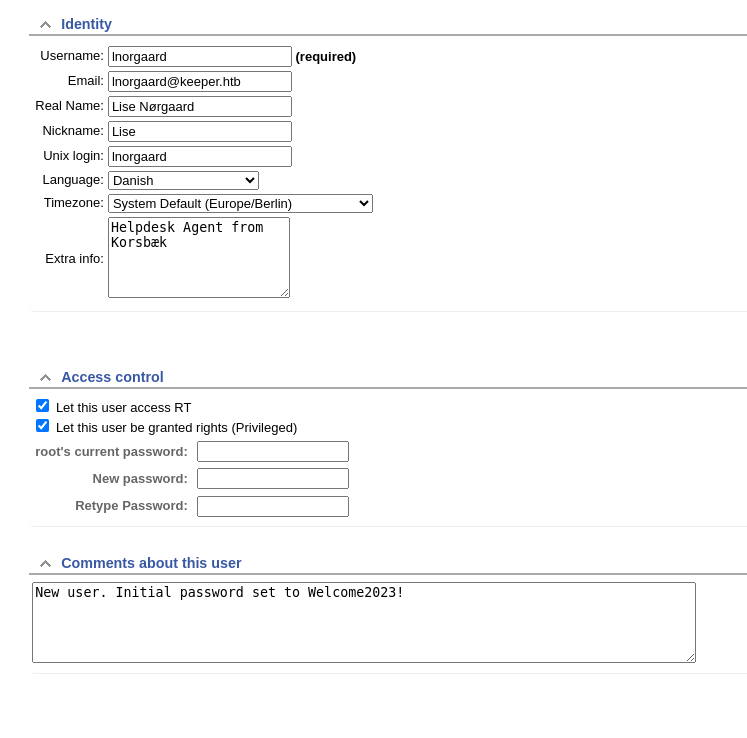 Identity
Username: lnorgaard (required)
Email: lnorgaard@keeper.htb
Real Name: Lise Nørgaard
Nickname: Lise
Unix login: lnorgaard
Language: Danish
Timezone: System Default (Europe/Berlin)
Extra info: Helpdesk Agent from
Korsbæk
Access control
Let this user access RT
Let this user be granted rights (Privileged)
root's current password:
New password:
Retype Password:
Comments about this user
New user. Initial password set to Welcome2023!